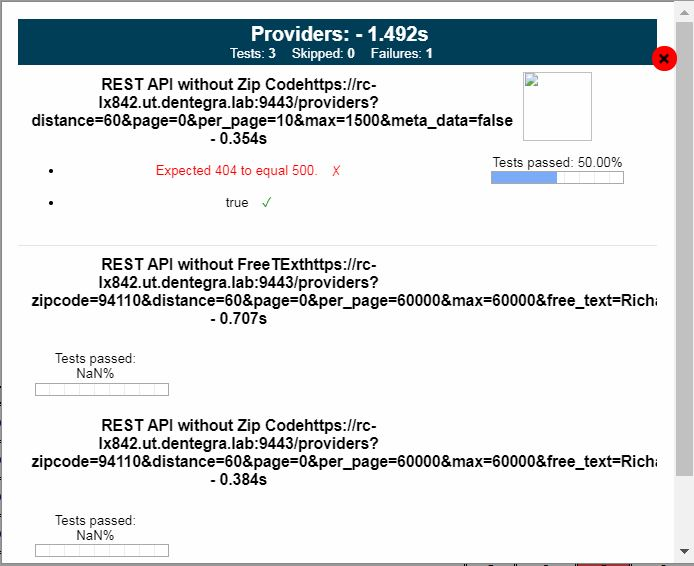 Providers: - 1.492s
Tests: 3 Skipped: 0 Failures: 1
REST API without Zip Codehttps://rc-
lx842.ut.dentegra.lab:9443/providers?
distance=60&page=0&per_page=10&max=1500&meta_data=false
- 0.354s
Tests passed: 50.00%
Expected 404 to equal 500. ✗
true ✓
REST API without FreeTExthttps://rc-
lx842.ut.dentegra.lab:9443/providers?
zipcode=94110&distance=60&page=0&per_page=60000&max=60000&free_text=Richa
- 0.707s
Tests passed:
NaN%
REST API without Zip Codehttps://rc-
lx842.ut.dentegra.lab:9443/providers?
zipcode=94110&distance=60&page=0&per_page=60000&max=60000&free_text=Richa
- 0.384s
Tests passed:
NaN%